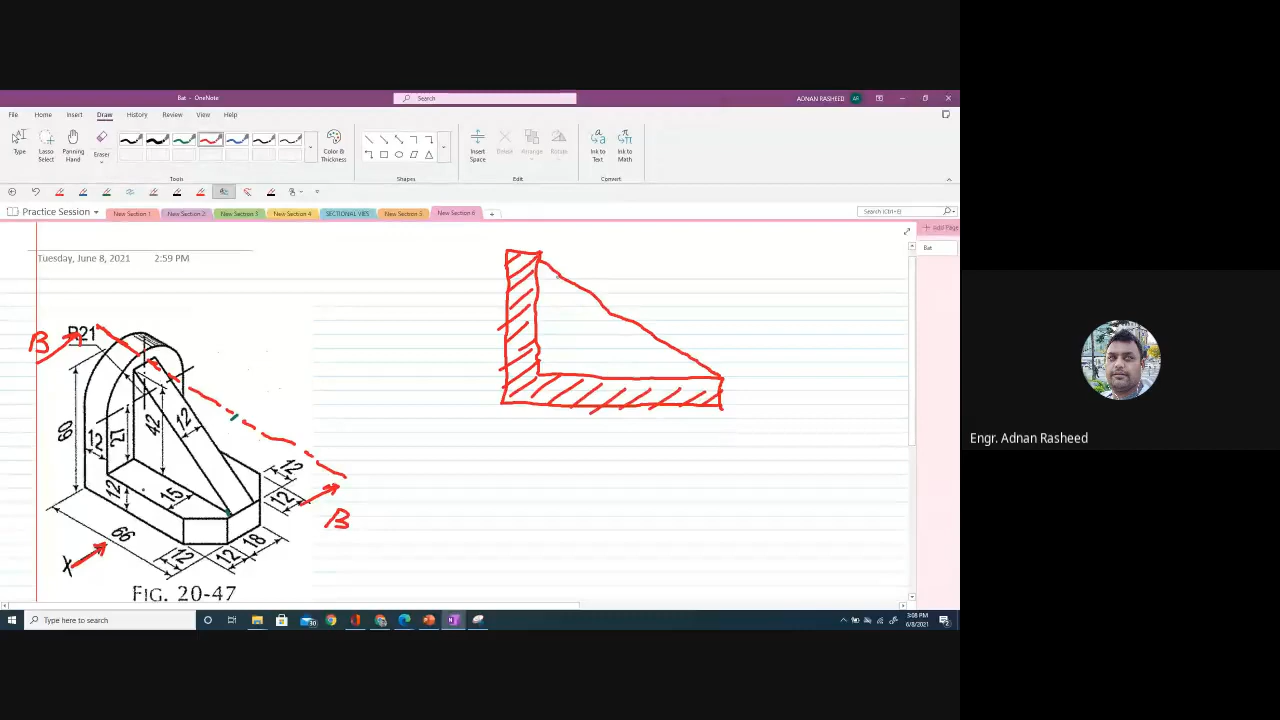 Bat - OneNote
Search
ADNAN RASHEED AR
File Home Insert Draw History Review View Help
Type
Lasso Select
Panning Hand
Eraser
Color & Thickness
Insert Space
Delete
Arrange
Rotate
Ink to Text
Ink to Math
Tools
Shapes
Edit
Convert
Practice Session
New Section 1
New Section 2
New Section 3
New Section 4
SECTIONAL VIES
New Section 5
New Section 6
Search (Ctrl+E)
Add Page
Bat
Tuesday, June 8, 2021 2:59 PM
B
R21
60
12
21
42
12
12
15
12
12
66
12
12
18
B
X
FIG. 20-47
Engr. Adnan Rasheed
Type here to search
3:08 PM
6/8/2021